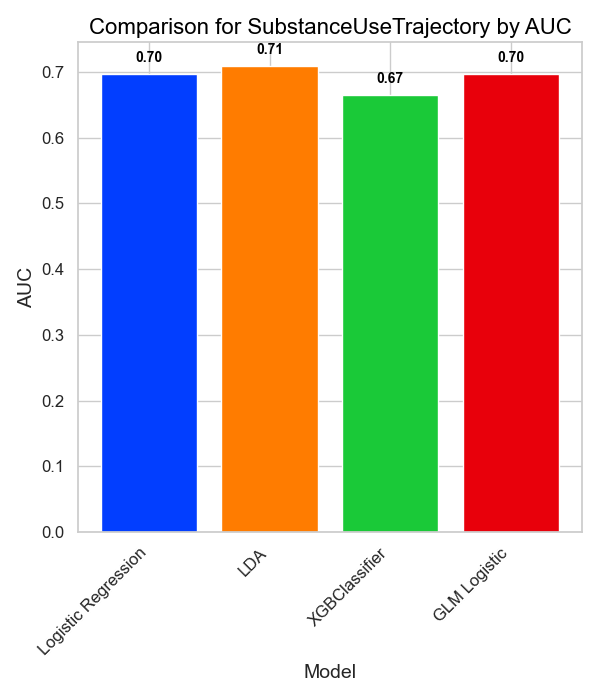 Comparison for SubstanceUseTrajectory by AUC
0.70
0.71
0.67
0.70
0.7
0.6
0.5
0.4
0.3
0.2
0.1
0.0
AUC
Logistic Regression
LDA
XGBClassifier
GLM Logistic
Model